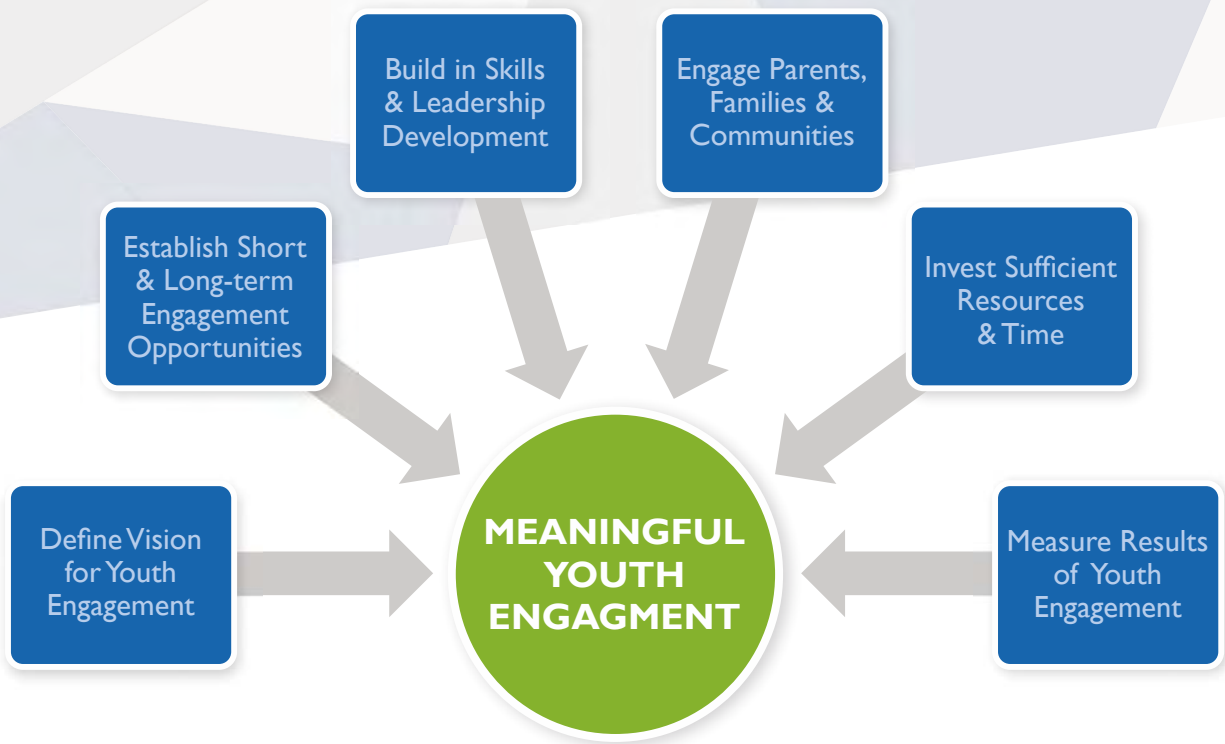 Build in Skills
& Leadership
Development
Engage Parents,
Families &
Communities
Establish Short
& Long-term
Engagement
Opportunities
Invest Sufficient
Resources
& Time
Define Vision
for Youth
Engagement
MEANINGFUL
YOUTH
ENGAGMENT
Measure Results
of Youth
Engagement